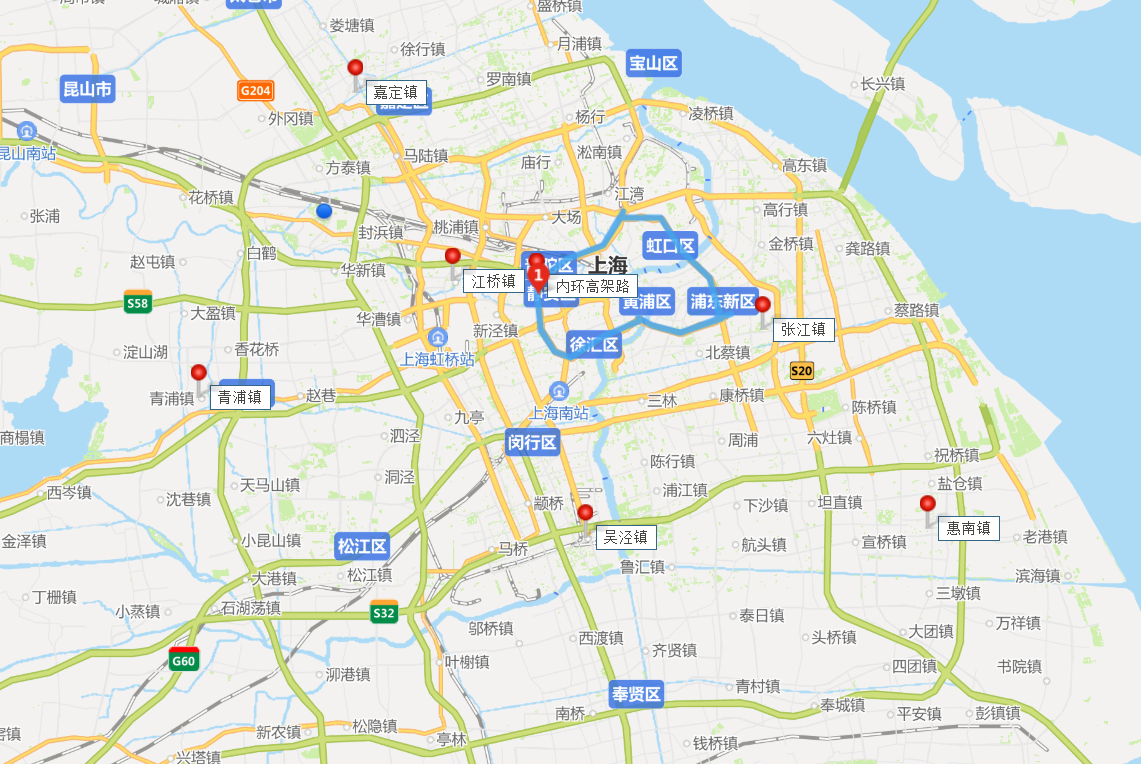 盛桥镇
娄塘镇
徐行镇
月浦镇
宝山区
昆山市
G204
嘉定镇
罗南镇
长兴镇
外冈镇
杨行
凌桥镇
昆山南站
方泰镇
马陆镇
庙行
淞南镇
高东镇
花桥镇
江湾
张浦
封浜镇
桃浦镇
大场
高行镇
白鹤
虹口区
金桥镇
龚路镇
赵屯镇
华新镇
江桥镇
1
内环高架路
上海
S58
大盈镇
华漕镇
新泾镇
黄浦区
浦东新区
蔡路镇
张江镇
淀山湖
香花桥
上海虹桥站
徐汇区
北蔡镇
S20
青浦镇
青浦镇
赵巷
九亭
上海南站
三林
康桥镇
陈桥镇
商榻镇
泗泾
闵行区
周浦
六灶镇
祝桥镇
西岑镇
沈巷镇
天马山镇
洞泾
陈行镇
浦江镇
盐仓镇
颛桥
下沙镇
坦直镇
惠南镇
金泽镇
小昆山镇
松江区
马桥
吴泾镇
航头镇
宣桥镇
老港镇
大港镇
松江镇
鲁汇镇
滨海镇
丁栅镇
小蒸镇
石湖荡镇
S32
三墩镇
泰日镇
万祥镇
邬桥镇
西渡镇
头桥镇
大团镇
G60
泖港镇
叶榭镇
齐贤镇
四团镇
书院镇
奉贤区
青村镇
新农镇
松隐镇
亭林
南桥
奉城镇
平安镇
彭镇镇
兴塔镇
钱桥镇